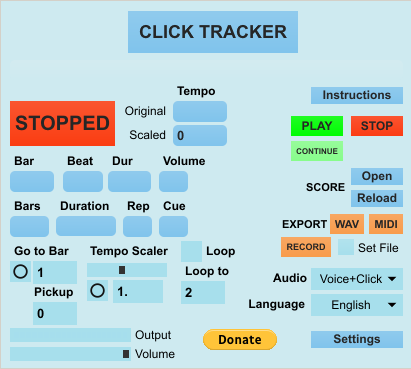 CLICK TRACKER
Tempo
Instructions
STOPPED
Original
Scaled 0
PLAY STOP
CONTINUE
Bar Beat Dur Volume
SCORE Open
Reload
Bars Duration Rep Cue
EXPORT WAV MIDI
RECORD Set File
Go to Bar Tempo Scaler Loop
1
Loop to
Pickup
1.
2
0
Audio Voice+Click
Language English
Output
Volume
Donate
Settings